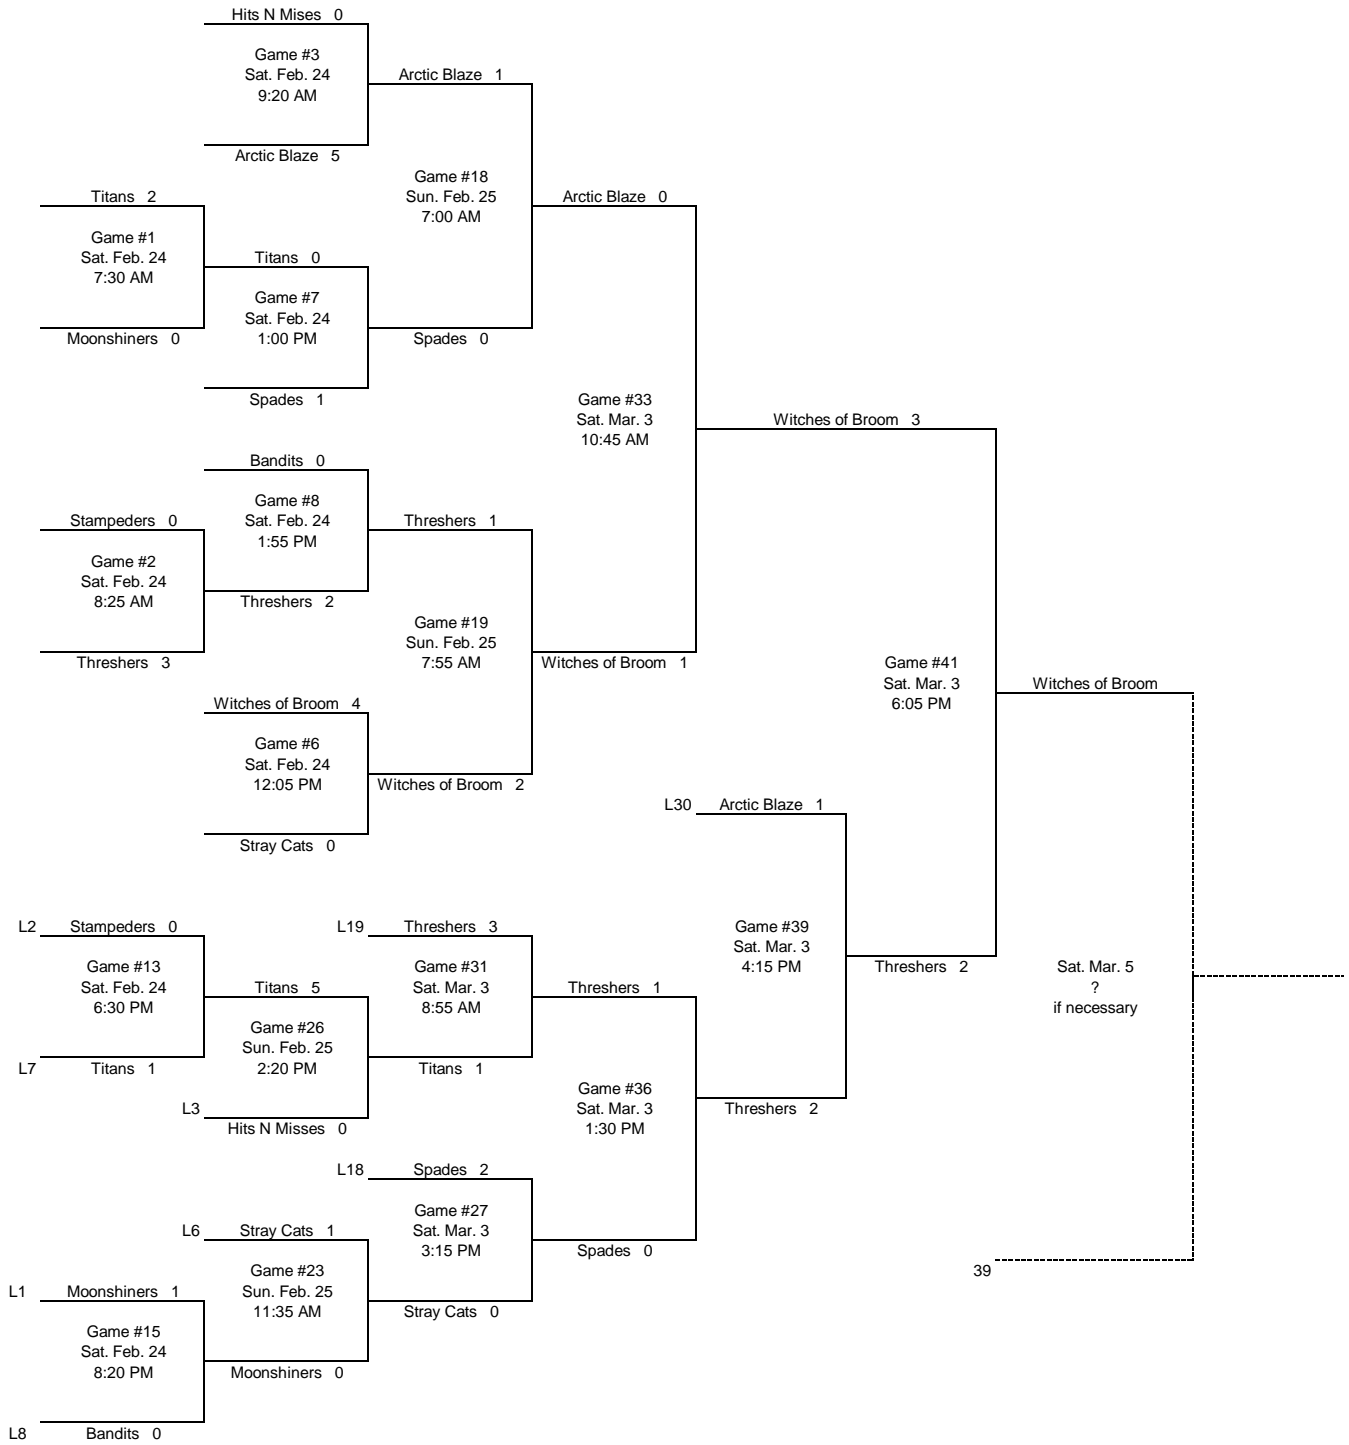 Hits N Mises 0
Game #3
Sat. Feb. 24
9:20 AM
Arctic Blaze 1
Arctic Blaze 5
Game #18
Sun. Feb. 25
7:00 AM
Titans 2
Arctic Blaze 0
Game #1
Sat. Feb. 24
7:30 AM
Titans 0
Game #7
Sat. Feb. 24
1:00 PM
Moonshiners 0
Spades 0
Spades 1
Game #33
Sat. Mar. 3
10:45 AM
Witches of Broom 3
Bandits 0
Game #8
Sat. Feb. 24
1:55 PM
Stampeders 0
Threshers 1
Game #2
Sat. Feb. 24
8:25 AM
Threshers 2
Game #19
Sun. Feb. 25
7:55 AM
Threshers 3
Witches of Broom 1
Game #41
Sat. Mar. 3
6:05 PM
Witches of Broom
Witches of Broom 4
Game #6
Sat. Feb. 24
12:05 PM
Witches of Broom 2
L30 Arctic Blaze 1
Stray Cats 0
L2 Stampeders 0
L19 Threshers 3
Game #39
Sat. Mar. 3
4:15 PM
Game #13
Sat. Feb. 24
6:30 PM
Game #31
Sat. Mar. 3
8:55 AM
Threshers 2
Sat. Mar. 5
?
if necessary
Titans 5
Threshers 1
Game #26
Sun. Feb. 25
2:20 PM
L7 Titans 1
Titans 1
Game #36
Sat. Mar. 3
1:30 PM
L3
Hits N Misses 0
Threshers 2
L18 Spades 2
Game #27
Sat. Mar. 3
3:15 PM
L6 Stray Cats 1
Spades 0
Game #23
Sun. Feb. 25
11:35 AM
39
L1 Moonshiners 1
Stray Cats 0
Game #15
Sat. Feb. 24
8:20 PM
Moonshiners 0
L8 Bandits 0